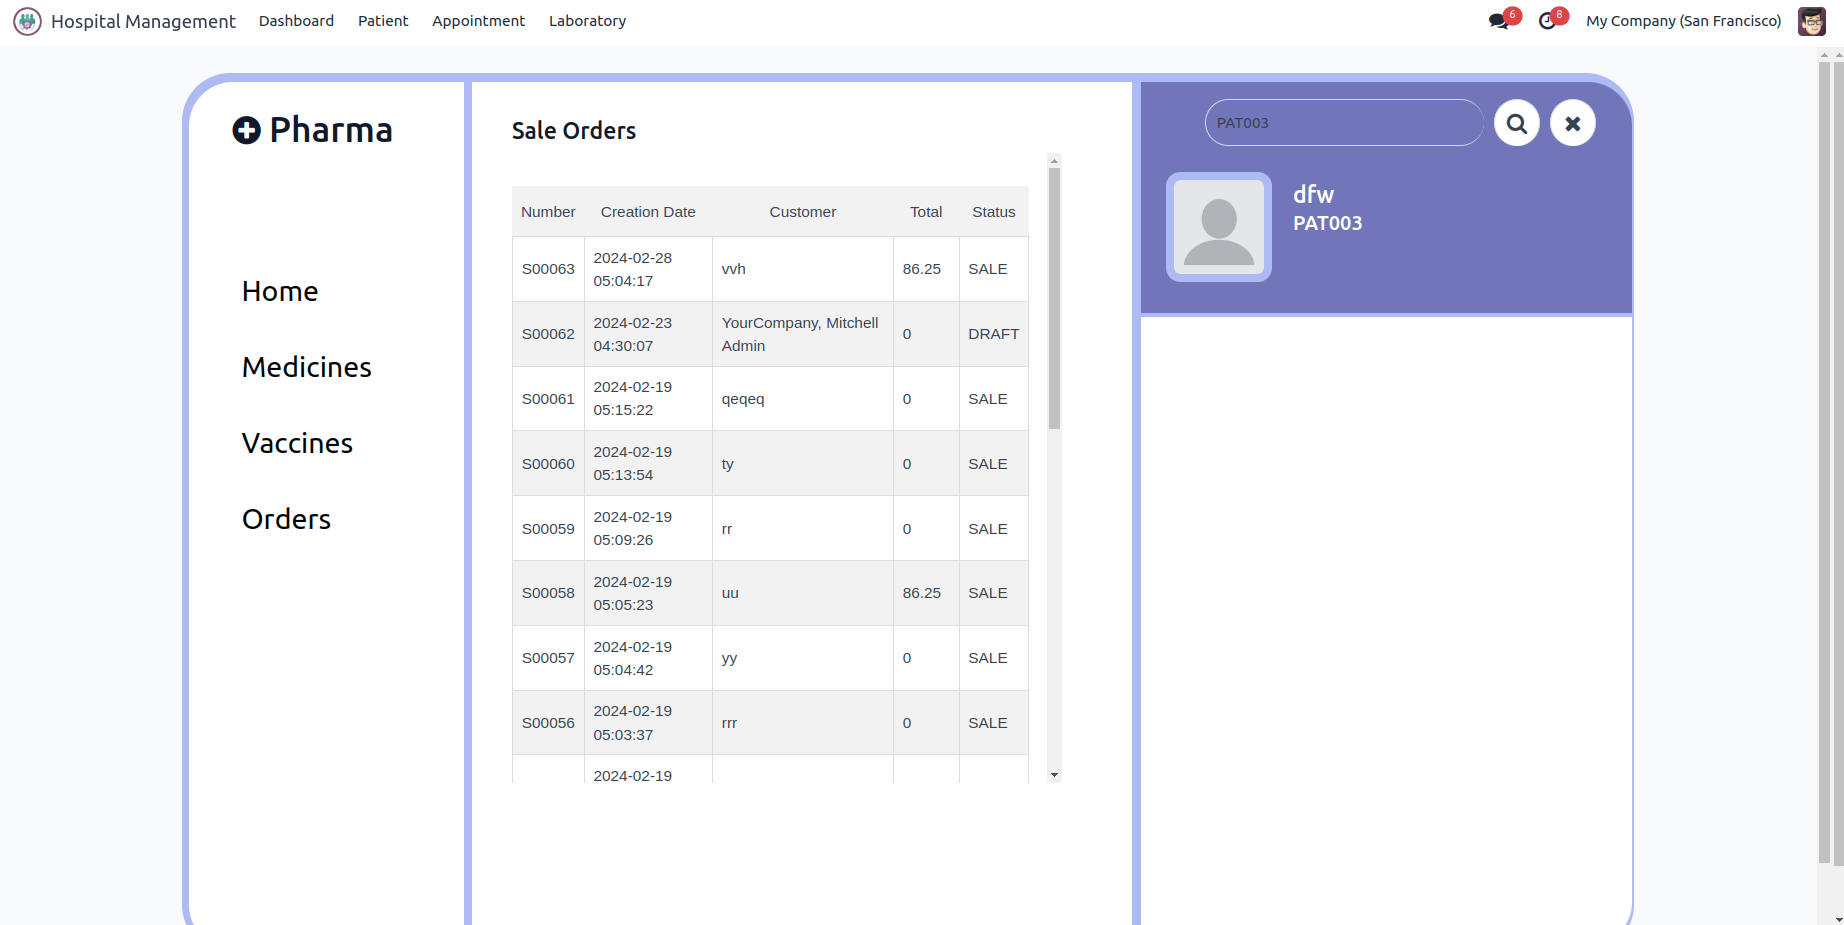 Hospital Management Dashboard Patient Appointment Laboratory 6 8 My Company (San Francisco)
Pharma
Home
Medicines
Vaccines
Orders
Sale Orders
Number Creation Date Customer Total Status
S00063 2024-02-28 05:04:17 vvh 86.25 SALE
S00062 2024-02-23 04:30:07 YourCompany, Mitchell Admin 0 DRAFT
S00061 2024-02-19 05:15:22 qeqeq 0 SALE
S00060 2024-02-19 05:13:54 ty 0 SALE
S00059 2024-02-19 05:09:26 rr 0 SALE
S00058 2024-02-19 05:05:23 uu 86.25 SALE
S00057 2024-02-19 05:04:42 yy 0 SALE
S00056 2024-02-19 05:03:37 rrr 0 SALE
2024-02-19
PAT003
dfw
PAT003